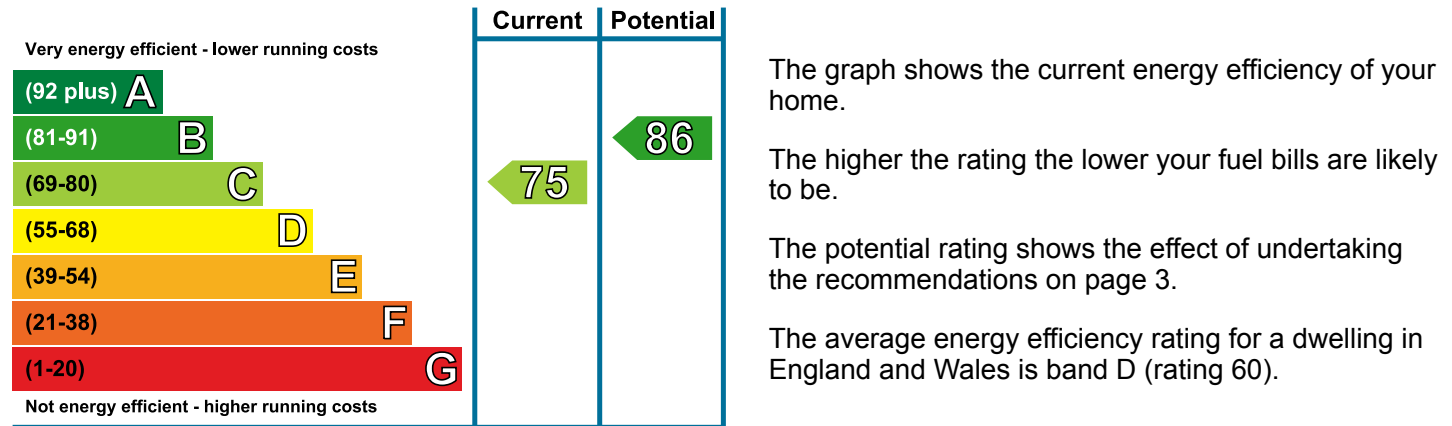 Current Potential
Very energy efficient - lower running costs
(92 plus) A
(81-91) B
86
(69-80) C
75
(55-68) D
(39-54) E
(21-38) F
(1-20) G
Not energy efficient - higher running costs
The graph shows the current energy efficiency of your
home.
The higher the rating the lower your fuel bills are likely
to be.
The potential rating shows the effect of undertaking
the recommendations on page 3.
The average energy efficiency rating for a dwelling in
England and Wales is band D (rating 60).